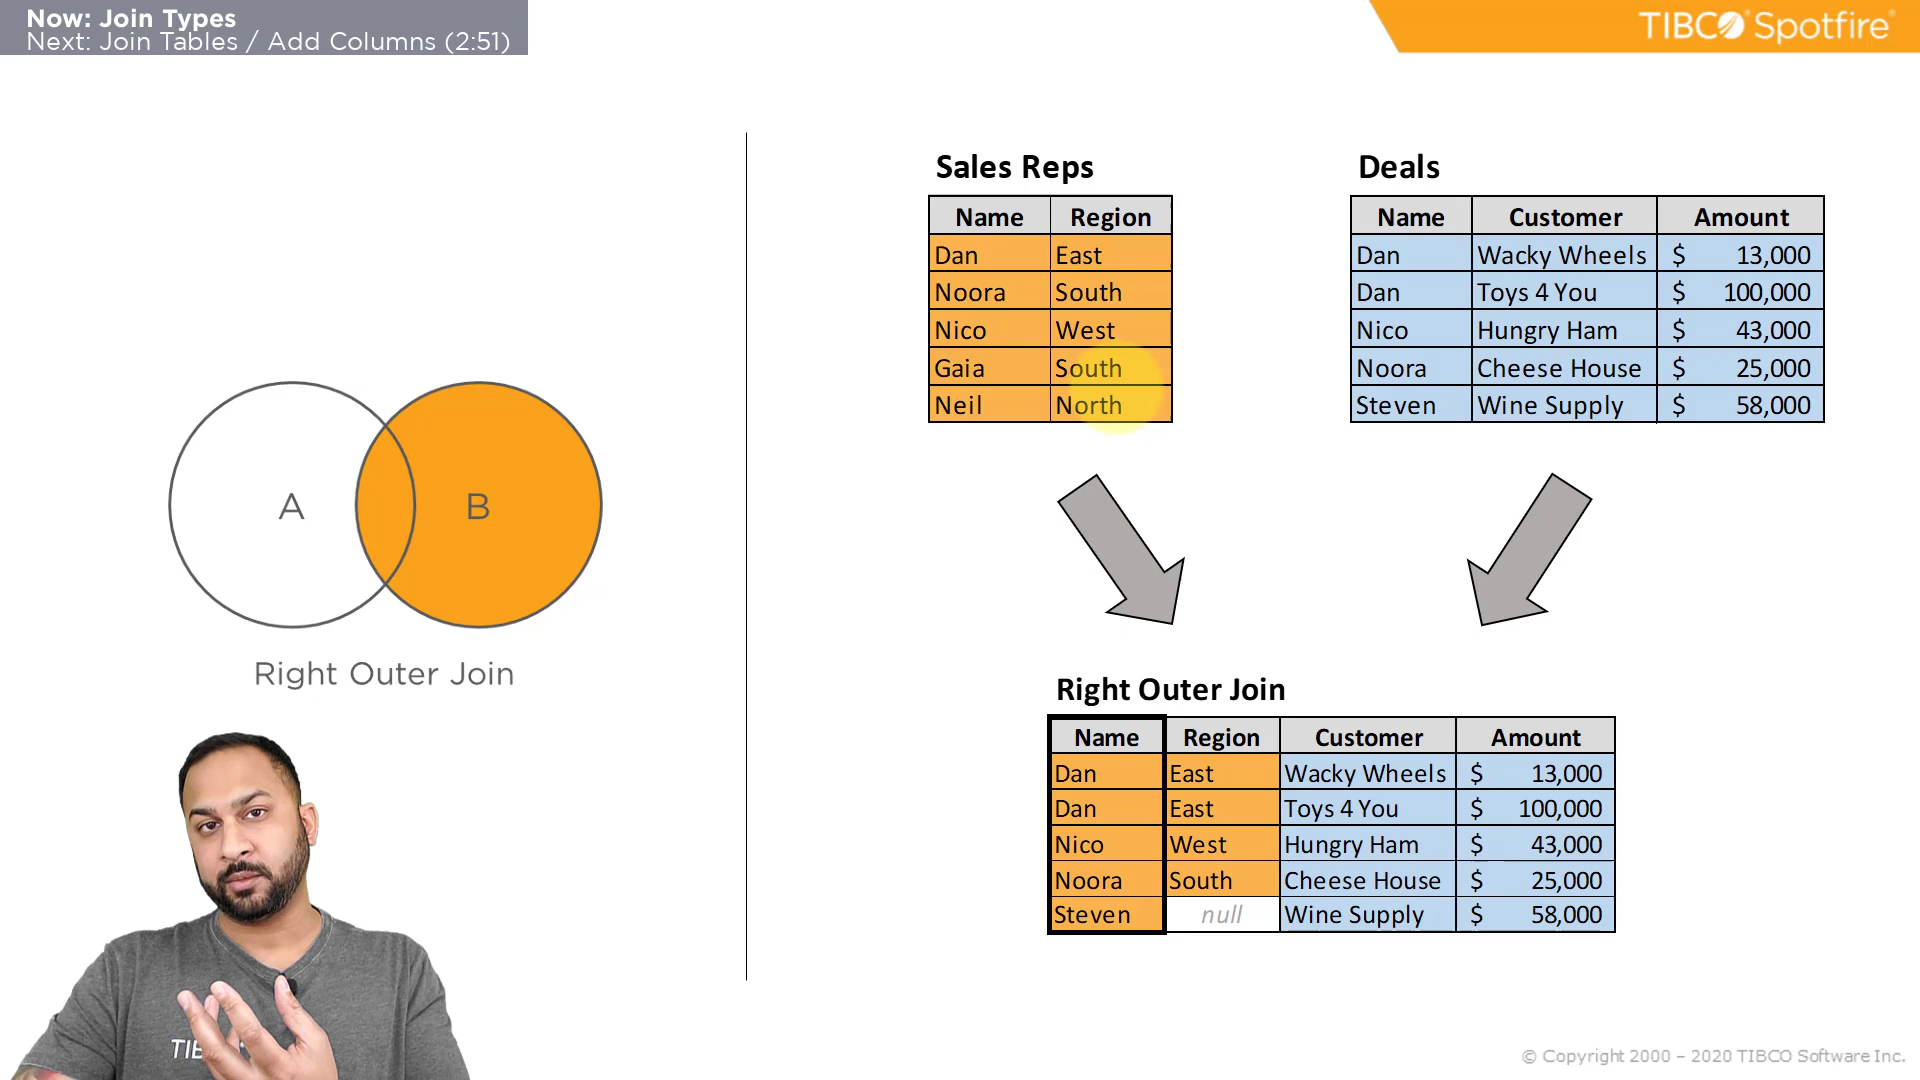 Now: Join Types
Next: Join Tables / Add Columns (2:51)
TIBCO Spotfire
A
B
Right Outer Join
Sales Reps
Name Region
Dan East
Noora South
Nico West
Gaia South
Neil North
Deals
Name Customer Amount
Dan Wacky Wheels $ 13,000
Dan Toys 4 You $ 100,000
Nico Hungry Ham $ 43,000
Noora Cheese House $ 25,000
Steven Wine Supply $ 58,000
Right Outer Join
Name Region Customer Amount
Dan East Wacky Wheels $ 13,000
Dan East Toys 4 You $ 100,000
Nico West Hungry Ham $ 43,000
Noora South Cheese House $ 25,000
Steven null Wine Supply $ 58,000
© Copyright 2000 – 2020 TIBCO Software Inc.